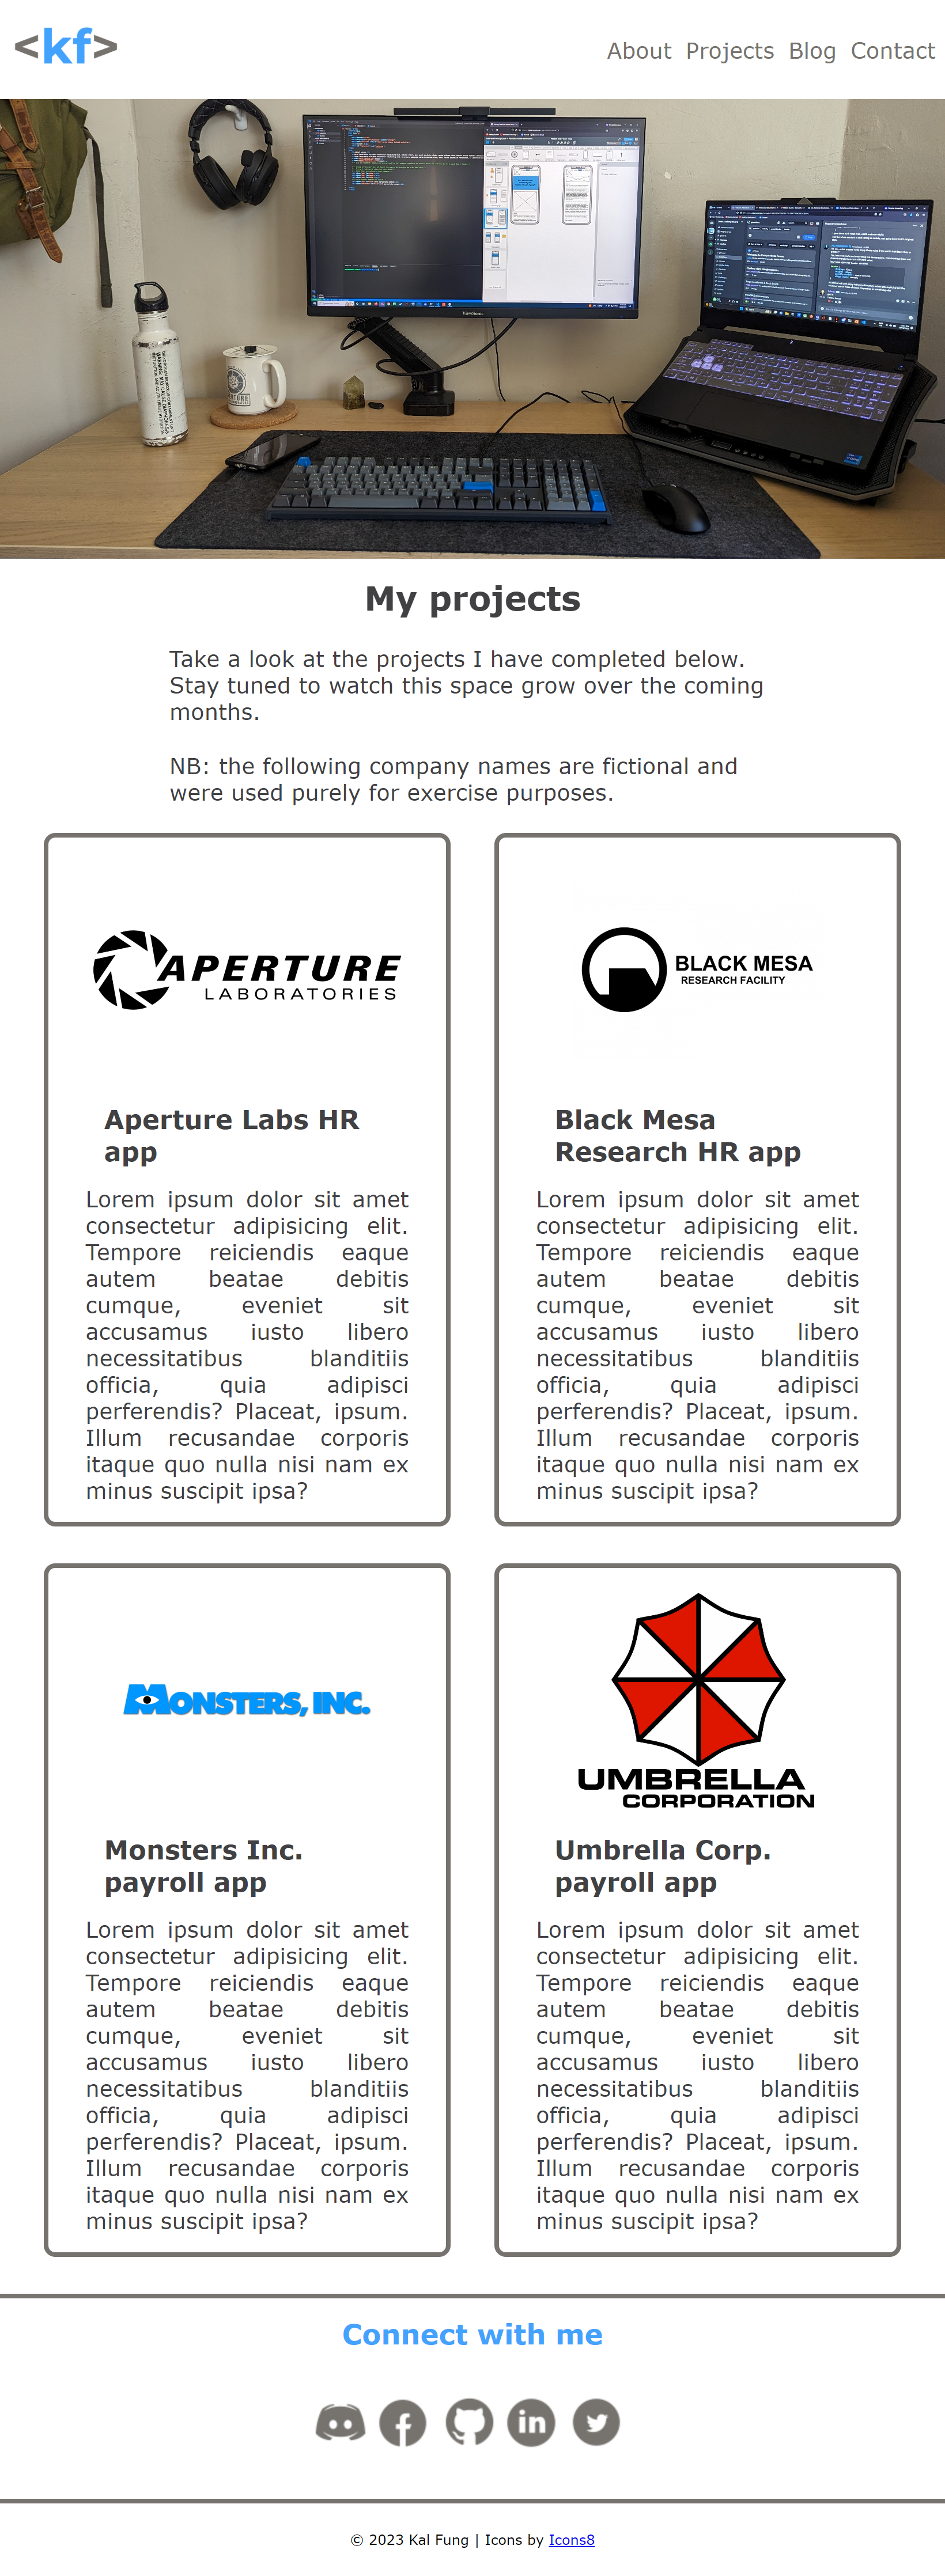 <kf>
About Projects Blog Contact
ViewSonic
My projects
Take a look at the projects I have completed below.
Stay tuned to watch this space grow over the coming
months.
NB: the following company names are fictional and
were used purely for exercise purposes.
APERTURE
LABORATORIES
Aperture Labs HR
app
Lorem ipsum dolor sit amet
consectetur adipisicing elit.
Tempore reiciendis eaque
autem beatae debitis
cumque, eveniet sit
accusamus iusto libero
necessitatibus blanditiis
officia, quia adipisci
perferendis? Placeat, ipsum.
Illum recusandae corporis
itaque quo nulla nisi nam ex
minus suscipit ipsa?
BLACK MESA
RESEARCH FACILITY
Black Mesa
Research HR app
Lorem ipsum dolor sit amet
consectetur adipisicing elit.
Tempore reiciendis eaque
autem beatae debitis
cumque, eveniet sit
accusamus iusto libero
necessitatibus blanditiis
officia, quia adipisci
perferendis? Placeat, ipsum.
Illum recusandae corporis
itaque quo nulla nisi nam ex
minus suscipit ipsa?
MONSTERS, INC.
Monsters Inc.
payroll app
Lorem ipsum dolor sit amet
consectetur adipisicing elit.
Tempore reiciendis eaque
autem beatae debitis
cumque, eveniet sit
accusamus iusto libero
necessitatibus blanditiis
officia, quia adipisci
perferendis? Placeat, ipsum.
Illum recusandae corporis
itaque quo nulla nisi nam ex
minus suscipit ipsa?
UMBRELLA
CORPORATION
Umbrella Corp.
payroll app
Lorem ipsum dolor sit amet
consectetur adipisicing elit.
Tempore reiciendis eaque
autem beatae debitis
cumque, eveniet sit
accusamus iusto libero
necessitatibus blanditiis
officia, quia adipisci
perferendis? Placeat, ipsum.
Illum recusandae corporis
itaque quo nulla nisi nam ex
minus suscipit ipsa?
Connect with me
© 2023 Kal Fung | Icons by Icons8